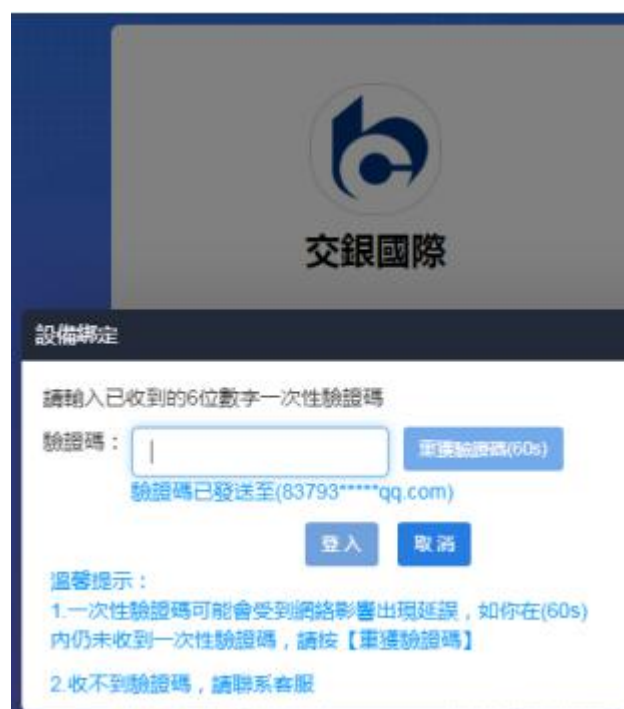 交銀國際
設備綁定
請輸入已收到的6位數字一次性驗證碼
驗證碼：
重獲驗證碼(60s)
驗證碼已發送至(83793*****qq.com)
登入 取消
溫馨提示：
1.一次性驗證碼可能會受到網絡影響出現延誤，如你在(60s)
內仍未收到一次性驗證碼，請按【重獲驗證碼】
2.收不到驗證碼，請聯系客服